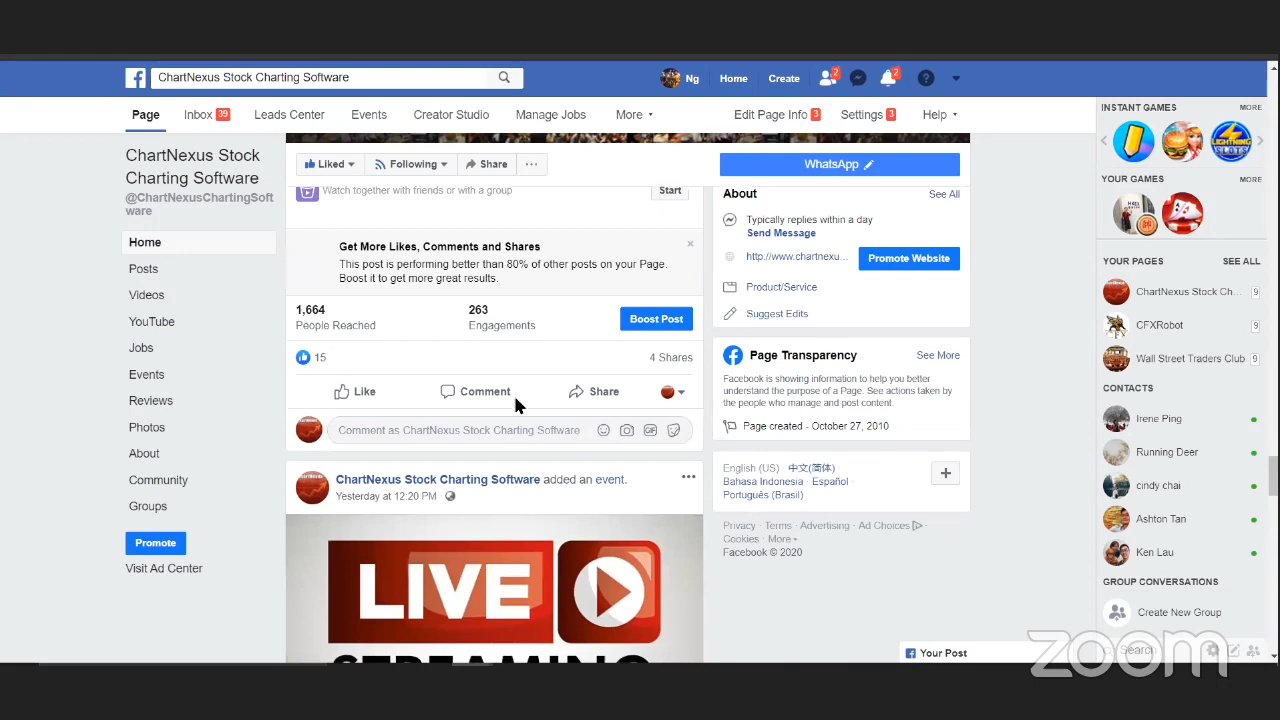 ChartNexus Stock Charting Software
Ng
Home
Create
2
2
Page
Inbox 39
Leads Center
Events
Creator Studio
Manage Jobs
More
Edit Page Info 3
Settings 3
Help
ChartNexus Stock
Charting Software
@ChartNexusChartingSoft
ware
Home
Posts
Videos
YouTube
Jobs
Events
Reviews
Photos
About
Community
Groups
Promote
Visit Ad Center
Liked
Following
Share
WhatsApp
Watch together with friends or with a group
Start
Get More Likes, Comments and Shares
This post is performing better than 80% of other posts on your Page.
Boost it to get more great results.
1,664
People Reached
263
Engagements
Boost Post
15
4 Shares
Like
Comment
Share
Comment as ChartNexus Stock Charting Software
GIF
ChartNexus Stock Charting Software added an event.
Yesterday at 12:20 PM ·
LIVE
STREAMING
About
See All
Typically replies within a day
Send Message
http://www.chartnexu...
Promote Website
Product/Service
Suggest Edits
Page Transparency
See More
Facebook is showing information to help you better
understand the purpose of a Page. See actions taken by
the people who manage and post content.
Page created - October 27, 2010
English (US) · 中文(简体) ·
Bahasa Indonesia · Español ·
Português (Brasil)
Privacy · Terms · Advertising · Ad Choices ·
Cookies · More
Facebook © 2020
INSTANT GAMES
MORE
LIGHTNING
SLOTS
YOUR GAMES
MORE
YOUR PAGES
SEE ALL
ChartNexus Stock Ch...
9
CFXRobot
9
Wall Street Traders Club
9
CONTACTS
Irene Ping
Running Deer
cindy chai
Ashton Tan
Ken Lau
GROUP CONVERSATIONS
Create New Group
Search
Your Post
zoom